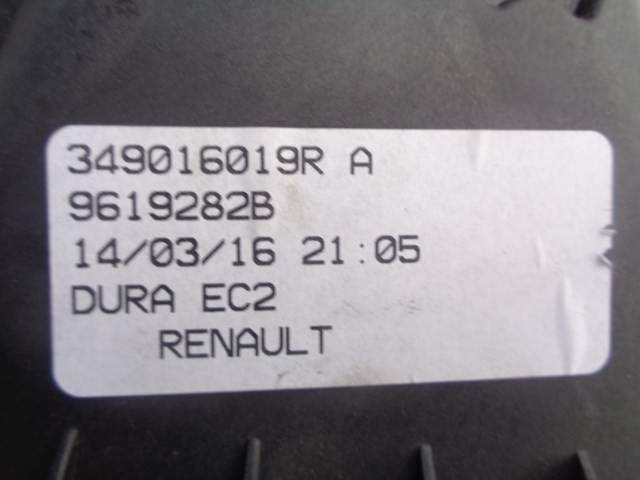 349016019R A
9619282B
14/03/16 21:05
DURA EC2
RENAULT